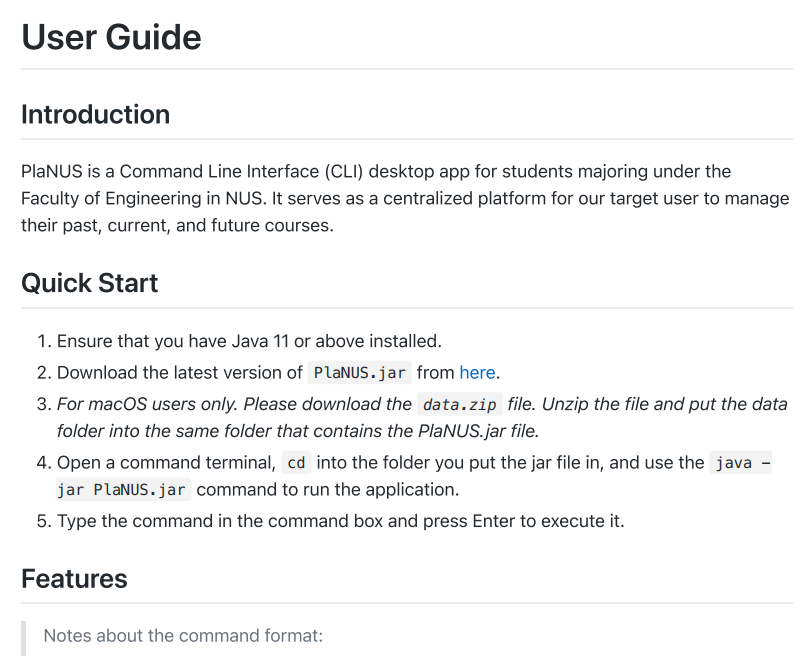 User Guide
Introduction
PlaNUS is a Command Line Interface (CLI) desktop app for students majoring under the
Faculty of Engineering in NUS. It serves as a centralized platform for our target user to manage
their past, current, and future courses.
Quick Start
1. Ensure that you have Java 11 or above installed.
2. Download the latest version of PlaNUS.jar from here.
3. For macOS users only. Please download the data.zip file. Unzip the file and put the data
folder into the same folder that contains the PlaNUS.jar file.
4. Open a command terminal, cd into the folder you put the jar file in, and use the java -
jar PlaNUS.jar command to run the application.
5. Type the command in the command box and press Enter to execute it.
Features
Notes about the command format: